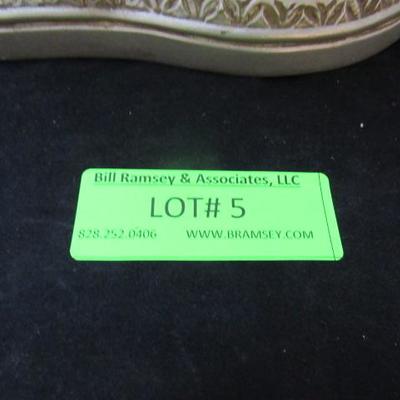 Bill Ramsey & Associates, LLC
LOT# 5
828.252.0406 WWW.BRAMSEY.COM